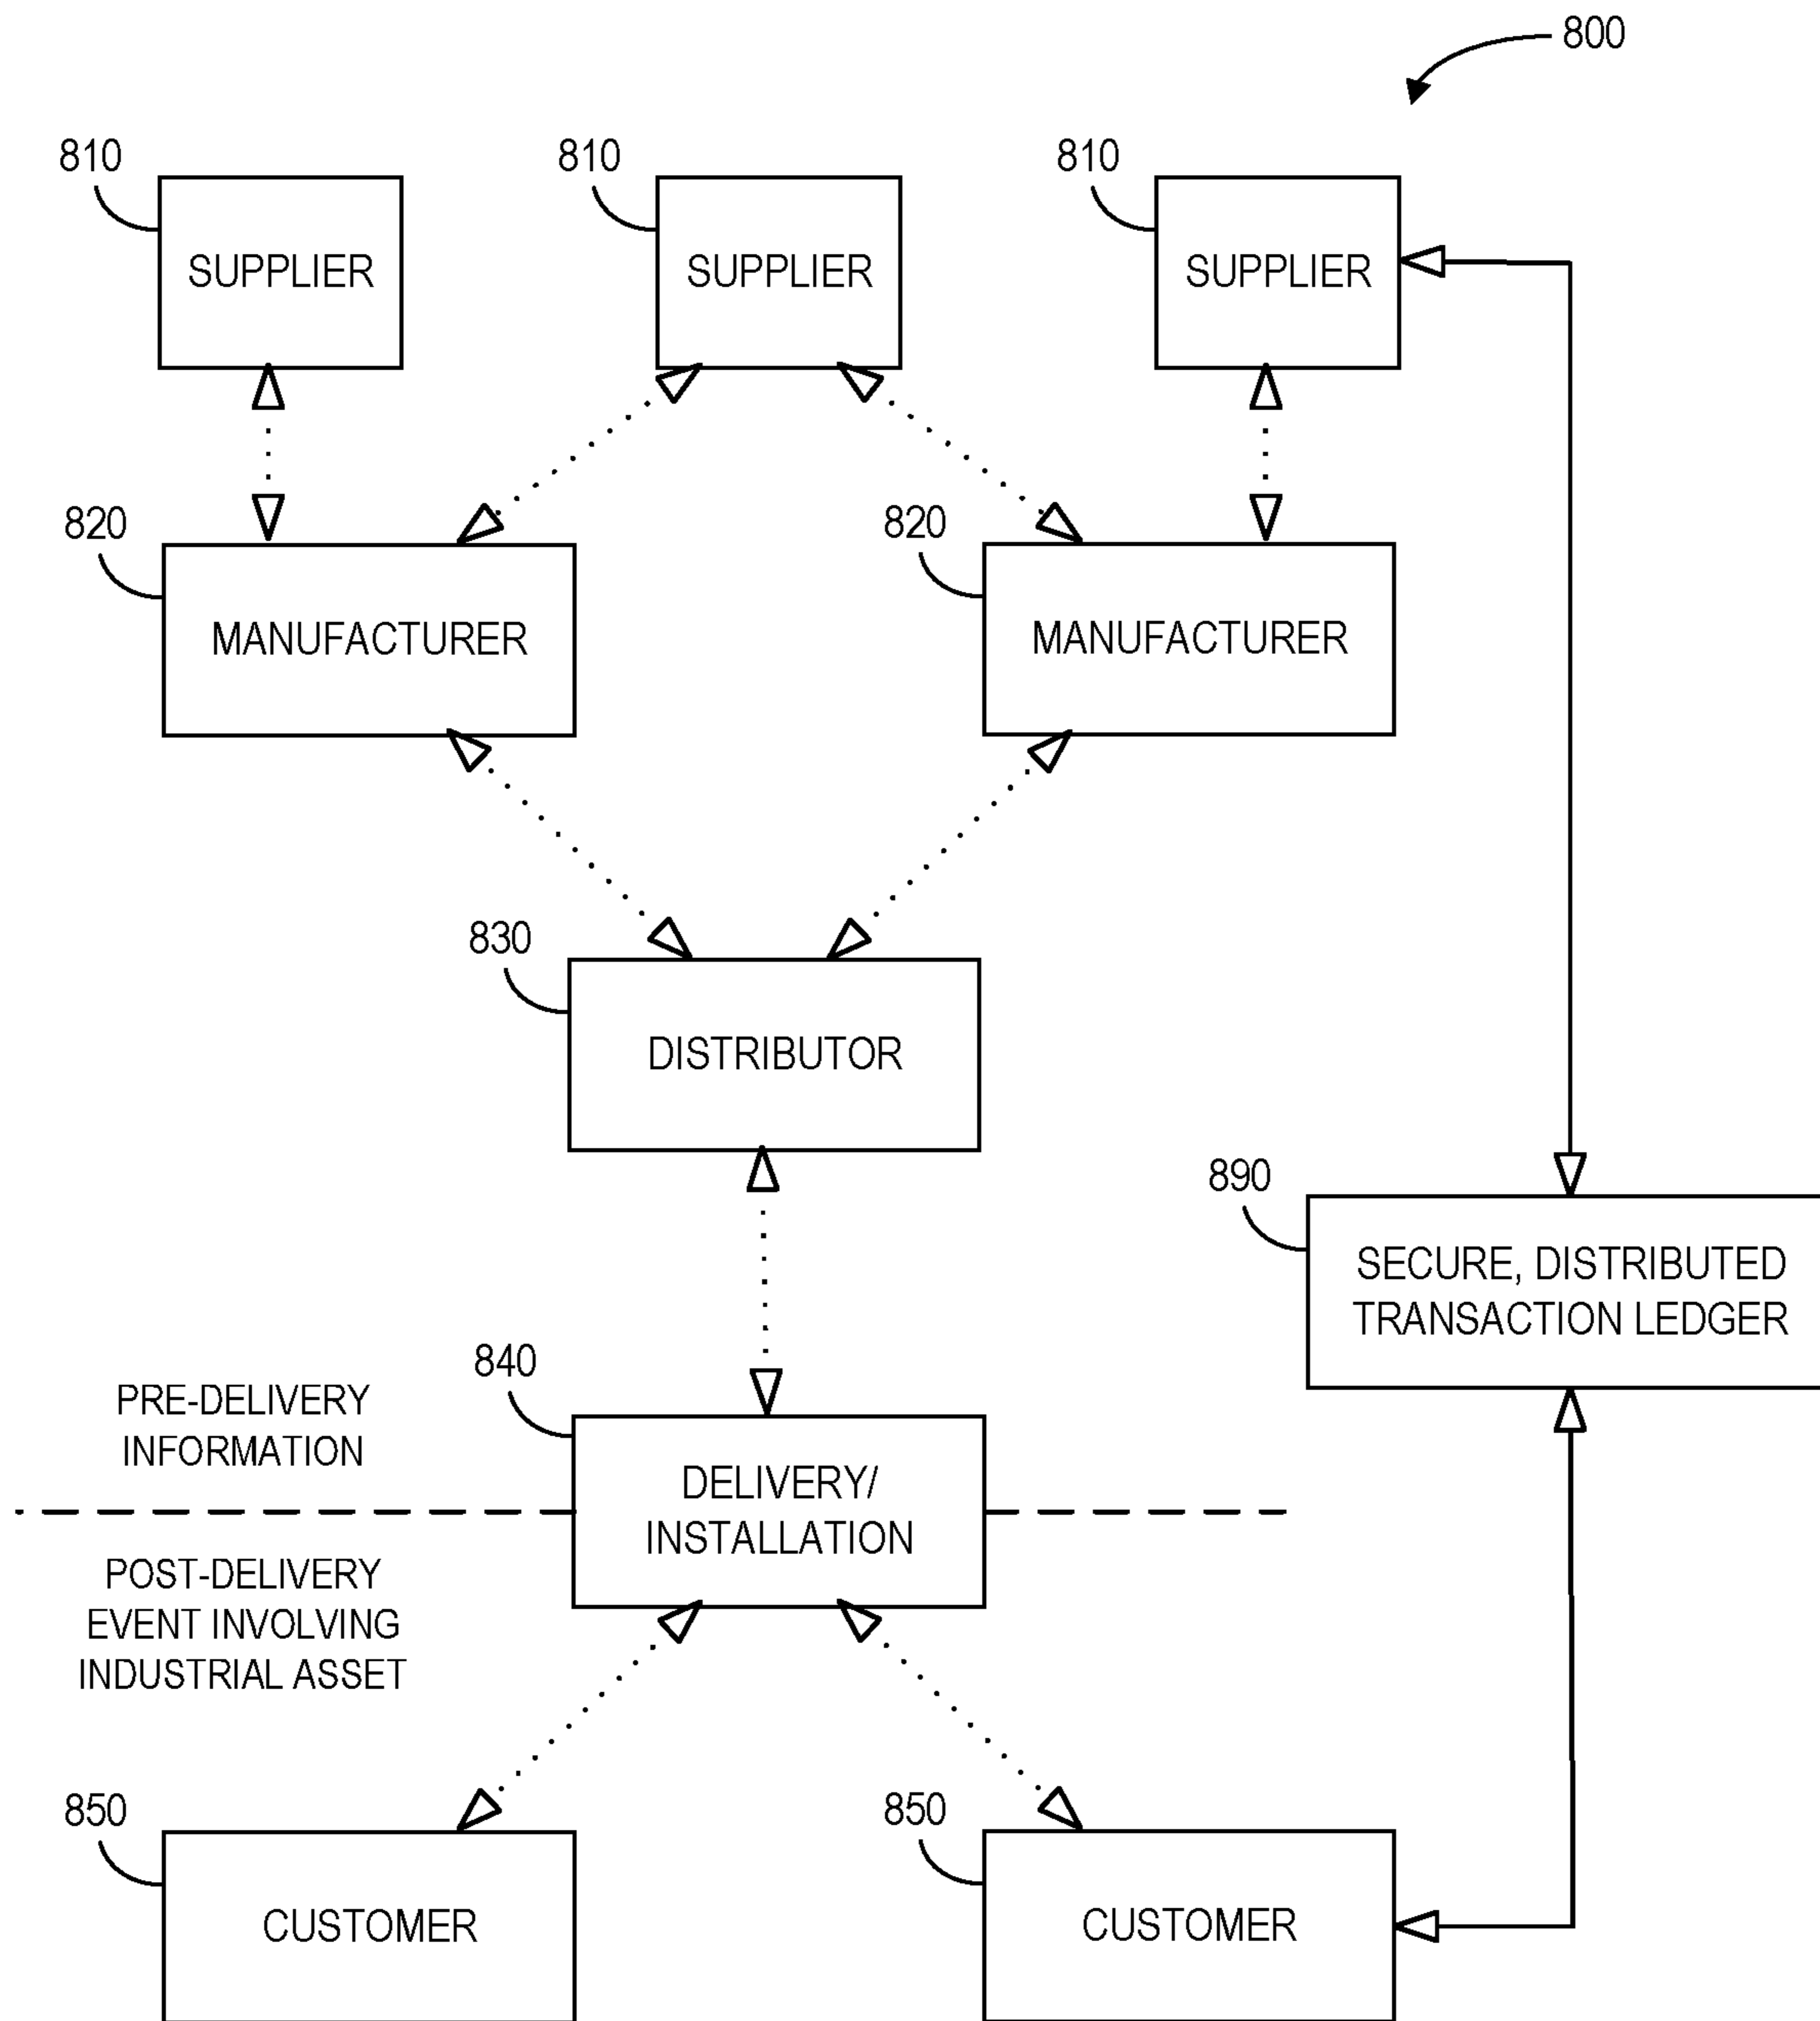 800
810
810
810
SUPPLIER
SUPPLIER
SUPPLIER
820
820
MANUFACTURER
MANUFACTURER
830
DISTRIBUTOR
890
SECURE, DISTRIBUTED
TRANSACTION LEDGER
840
PRE-DELIVERY
INFORMATION
DELIVERY/
INSTALLATION
POST-DELIVERY
EVENT INVOLVING
INDUSTRIAL ASSET
850
850
CUSTOMER
CUSTOMER